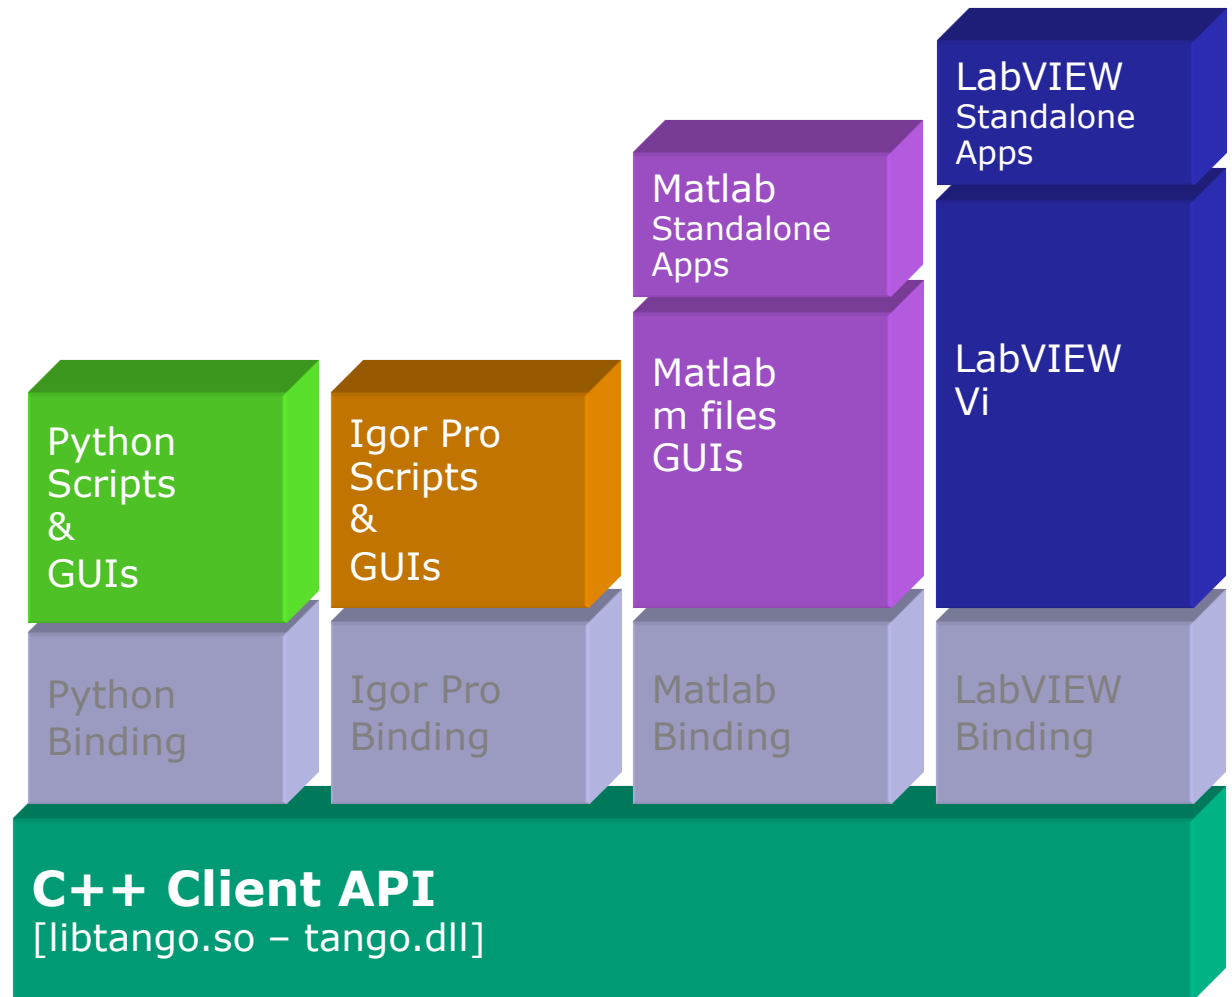 LabVIEW
Standalone
Apps
Matlab
Standalone
Apps
LabVIEW
Vi
Matlab
m files
GUIs
Python
Scripts
&
GUIs
Igor Pro
Scripts
&
GUIs
Python
Binding
Igor Pro
Binding
Matlab
Binding
LabVIEW
Binding
C++ Client API
[libtango.so – tango.dll]